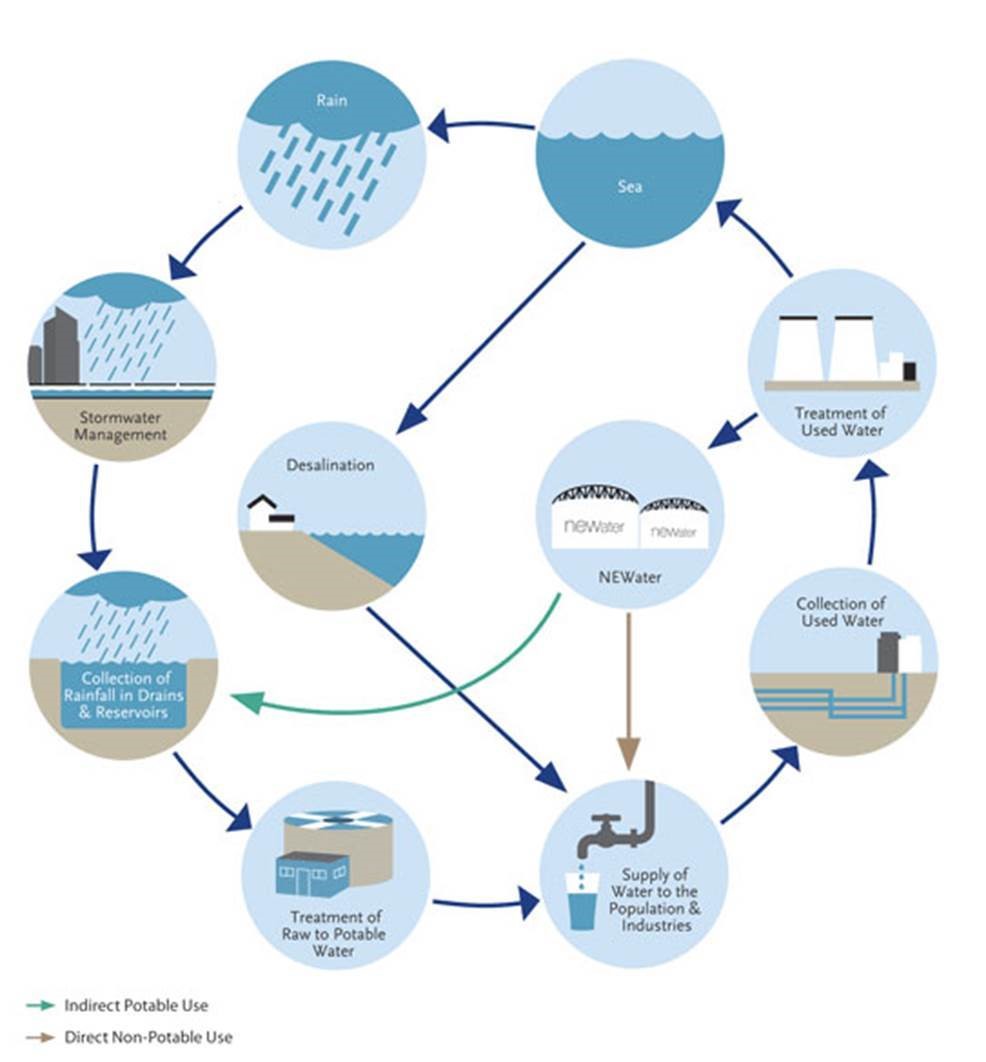 Rain
Sea
Stormwater
Management
Treatment of
Used Water
Desalination
newater
newater
NEWater
Collection of
Used Water
Collection of
Rainfall in Drains
& Reservoirs
Treatment of
Raw to Potable
Water
Supply of
Water to the
Population &
Industries
Indirect Potable Use
Direct Non-Potable Use